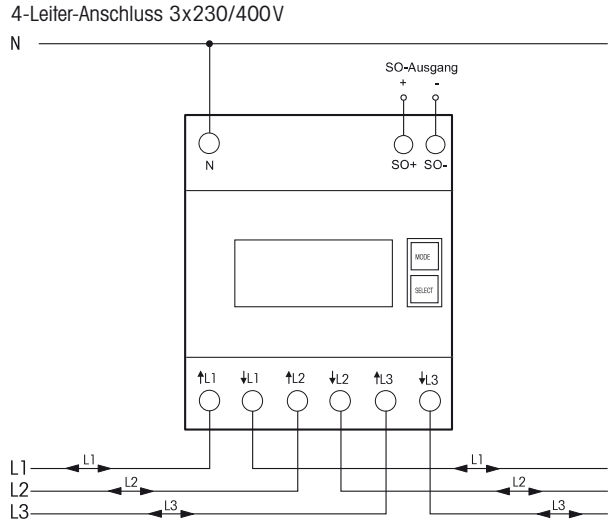 4-Leiter-Anschluss 3x230/400V
N
SO-Ausgang
+ -
N SO+ SO-
MODE
SELECT
↑L1 ↓L1 ↑L2 ↓L2 ↑L3 ↓L3
L1 L1 L1
L2 L2 L2
L3 L3 L3